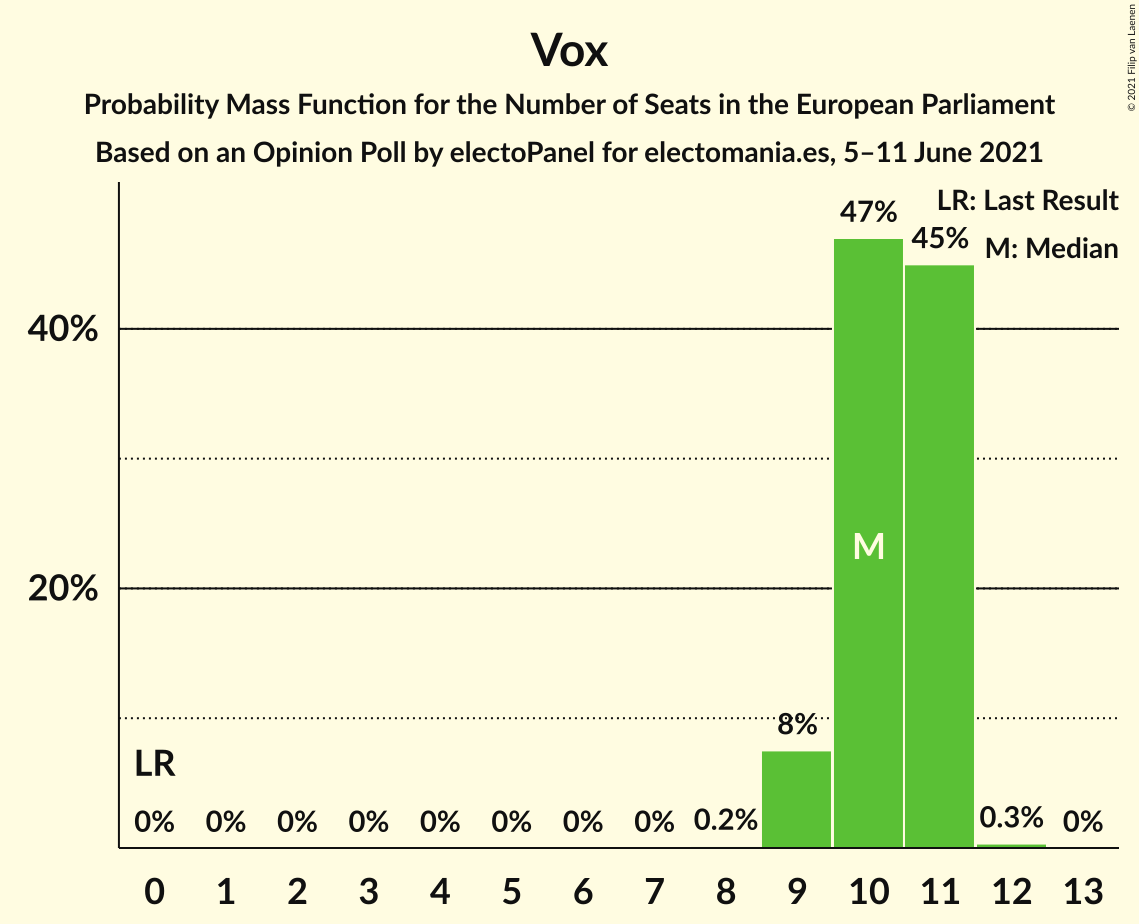 Vox
Probability Mass Function for the Number of Seats in the European Parliament
Based on an Opinion Poll by electoPanel for electomania.es, 5–11 June 2021
© 2021 Filip van Laenen
LR: Last Result
M: Median
47%
45%
40%
M
20%
8%
LR
0% 0% 0% 0% 0% 0% 0% 0% 0.2% 0.3% 0%
0 1 2 3 4 5 6 7 8 9 10 11 12 13